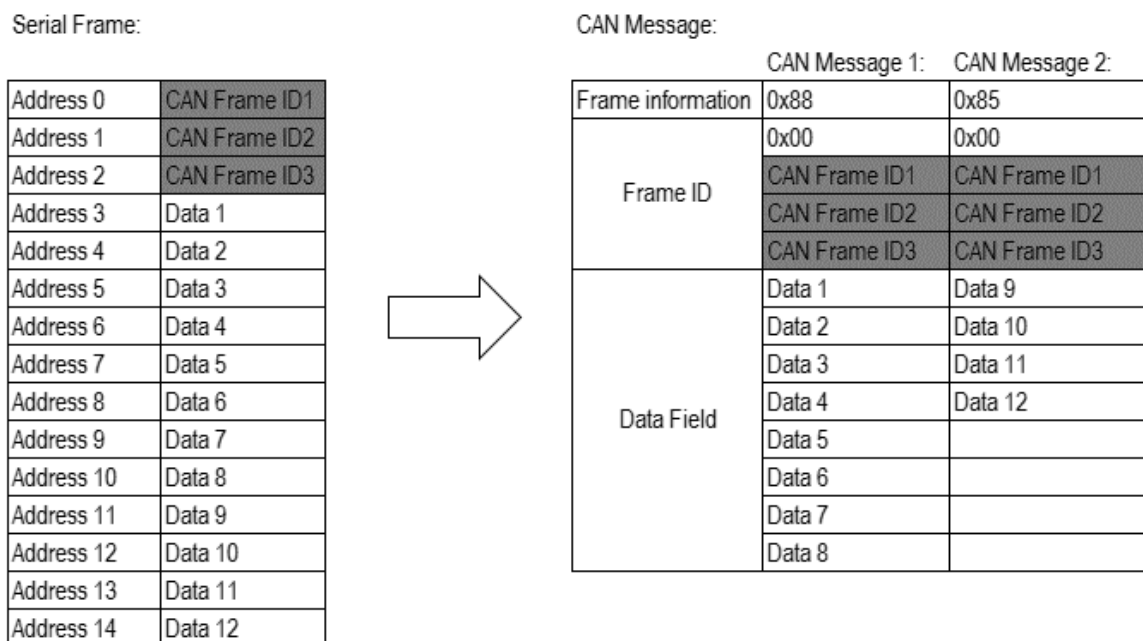 Serial Frame:
Address 0 CAN Frame ID1
Address 1 CAN Frame ID2
Address 2 CAN Frame ID3
Address 3 Data 1
Address 4 Data 2
Address 5 Data 3
Address 6 Data 4
Address 7 Data 5
Address 8 Data 6
Address 9 Data 7
Address 10 Data 8
Address 11 Data 9
Address 12 Data 10
Address 13 Data 11
Address 14 Data 12
CAN Message:
CAN Message 1: CAN Message 2:
Frame information 0x88 0x85
Frame ID
0x00 0x00
CAN Frame ID1 CAN Frame ID1
CAN Frame ID2 CAN Frame ID2
CAN Frame ID3 CAN Frame ID3
Data Field
Data 1 Data 9
Data 2 Data 10
Data 3 Data 11
Data 4 Data 12
Data 5
Data 6
Data 7
Data 8